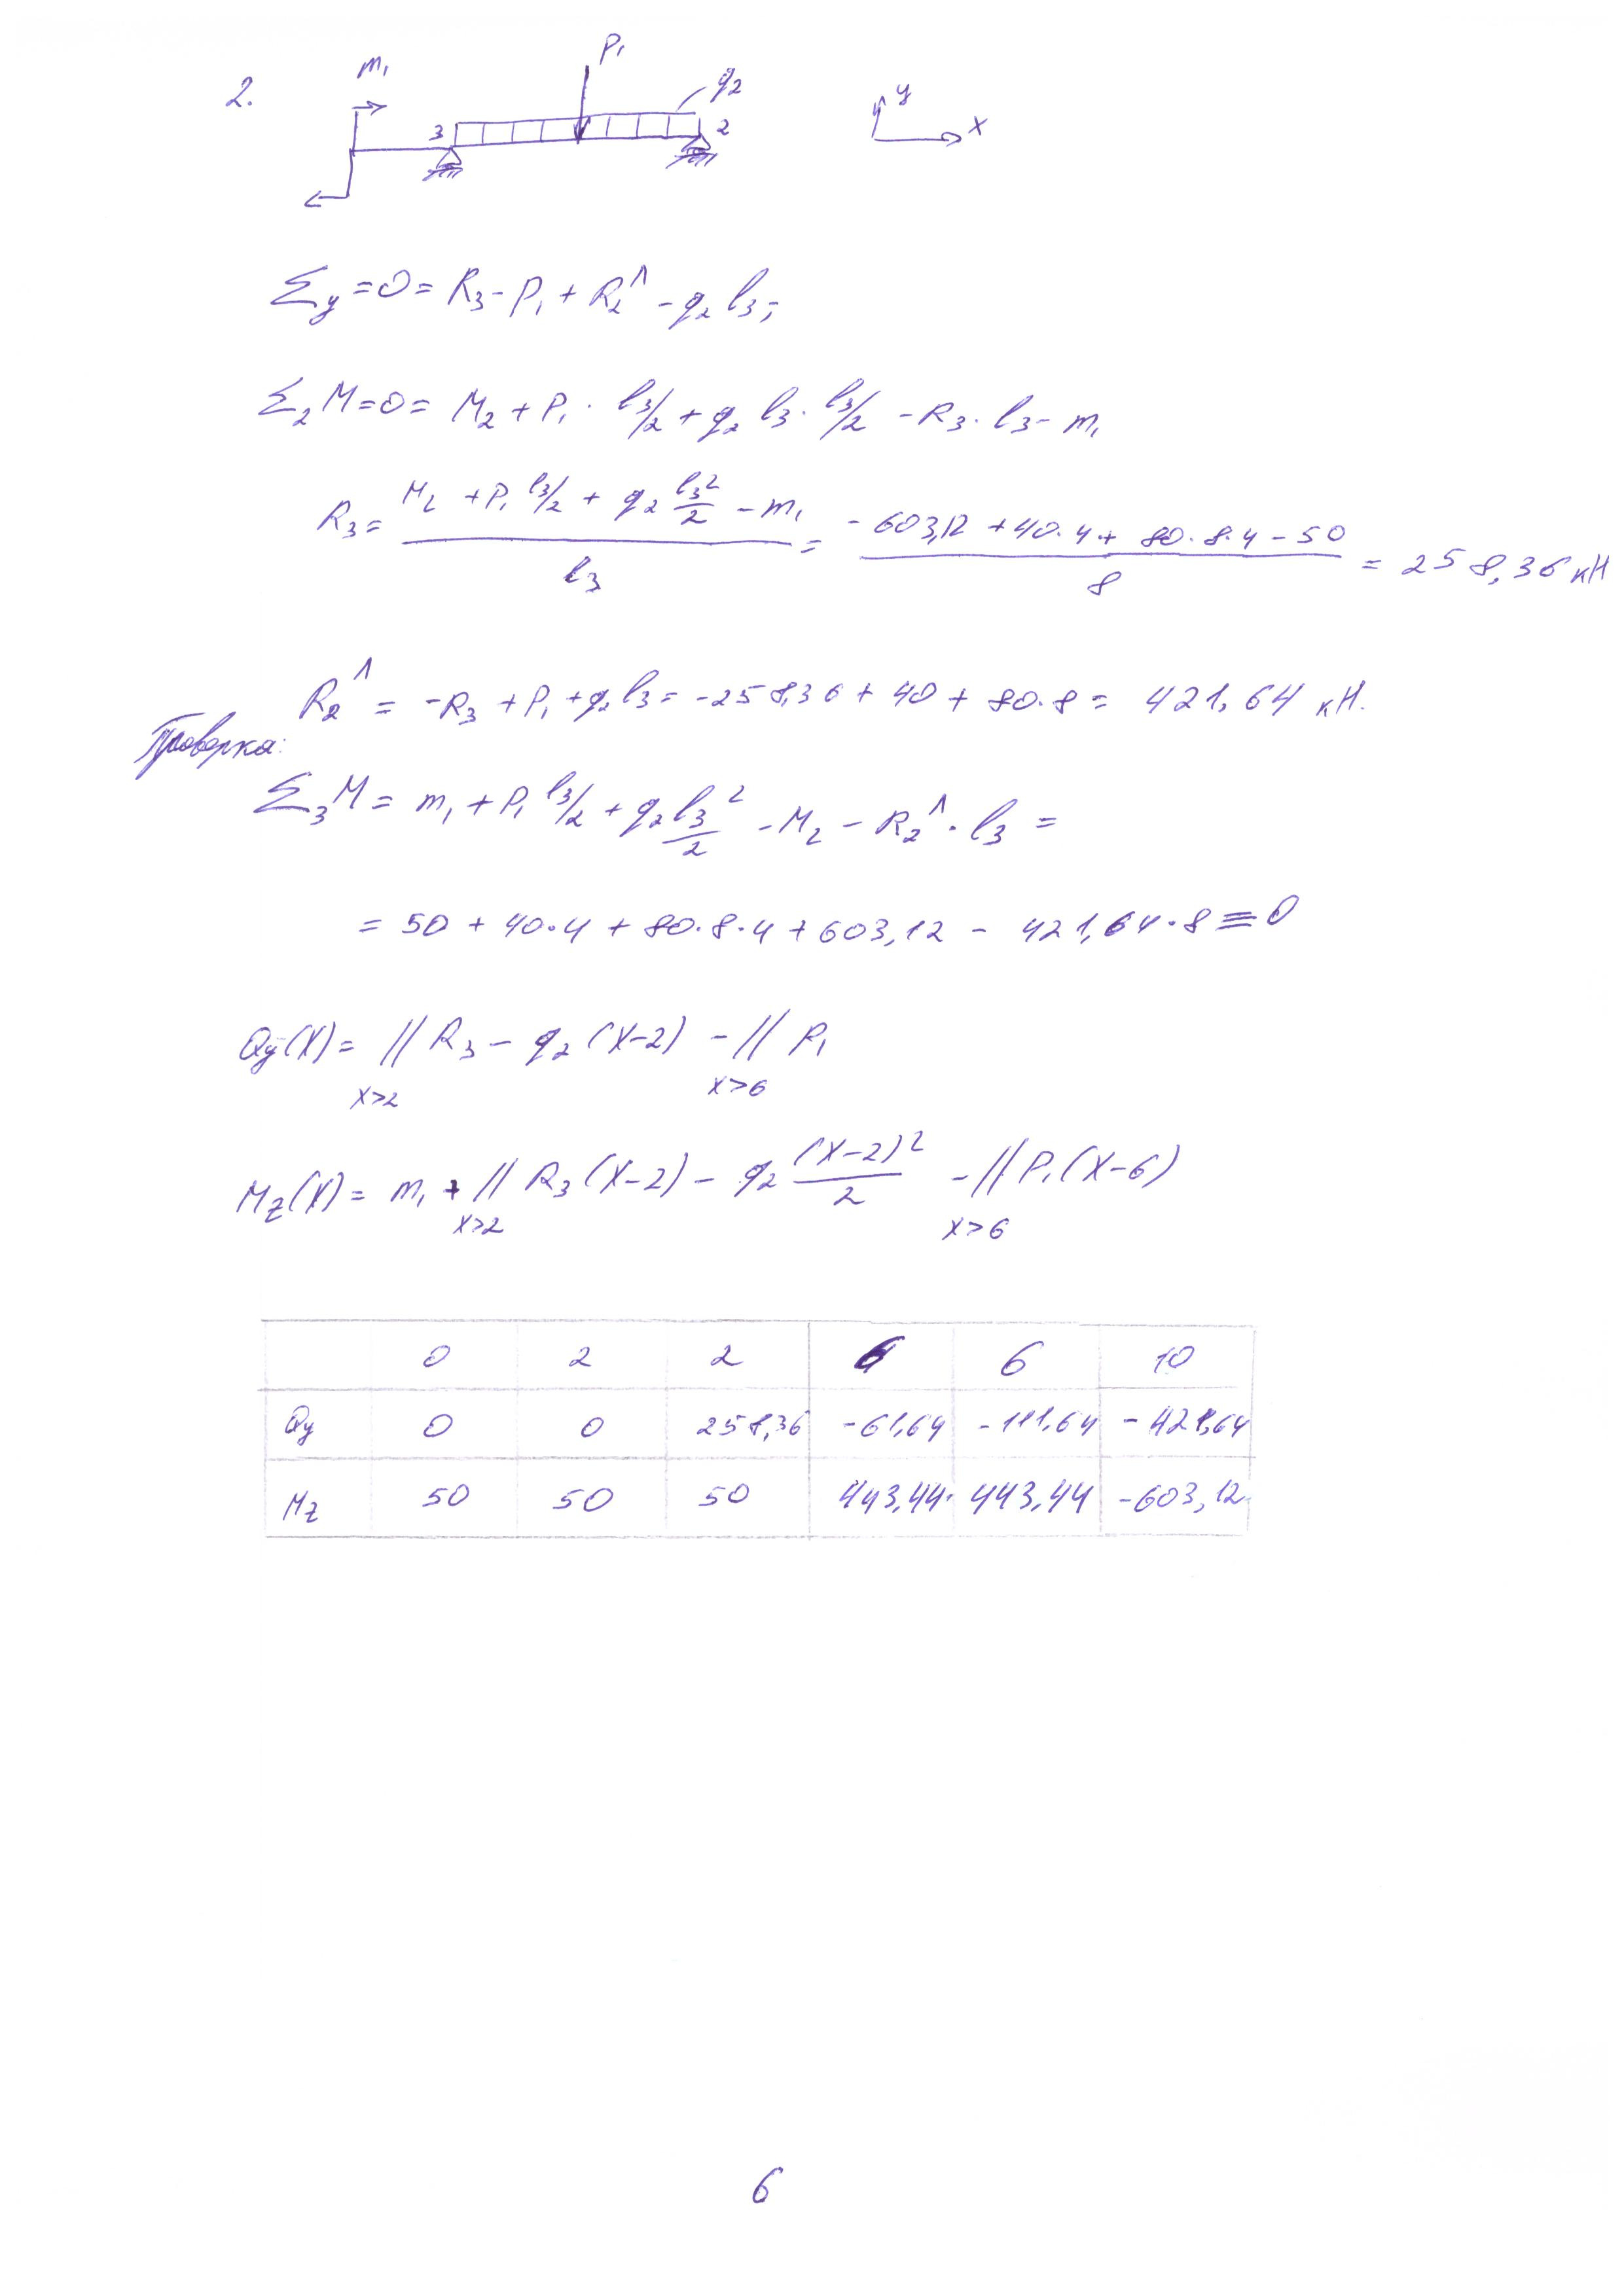 2.
m₁
P₁
q₂
3
2
y
x
Σy = 0 = R₃ - P₁ + R₂ᴧ - q₂ l₃;
Σ₂M = 0 = M₂ + P₁ · l₃/2 + q₂ l₃ · l₃/2 - R₃ · l₃ - m₁
R₃ = (M₂ + P₁ l₃/2 + q₂ l₃²/2 - m₁) / l₃ = (-603,12 + 40·4 + 80·8·4 - 50) / 8 = 258,36 кН
R₂ᴧ = -R₃ + P₁ + q₂ l₃ = -258,36 + 40 + 80·8 = 421,64 кН.
Проверка:
Σ₃M = m₁ + P₁ l₃/2 + q₂ l₃²/2 - M₂ - R₂ᴧ · l₃ =
= 50 + 40·4 + 80·8·4 + 603,12 - 421,64·8 ≡ 0
Qy(x) = // R₃ - q₂ (x-2) - // P₁
x>2 x>6
Mz(x) = m₁ + // R₃ (x-2) - q₂ (x-2)²/2 - // P₁ (x-6)
x>2 x>6
0 2 2 6 6 10
Qy 0 0 258,36 -61,64 -111,64 -421,64
Mz 50 50 50 443,44 443,44 -603,12
6